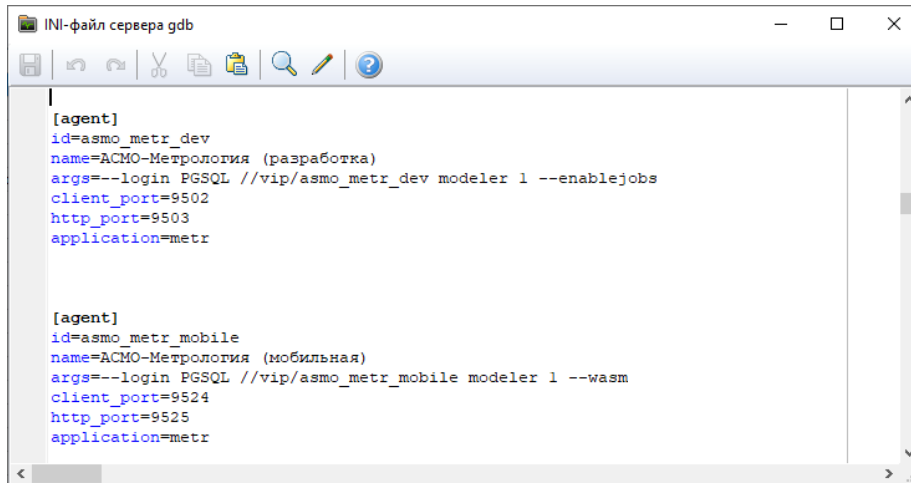 INI-файл сервера gdb
[agent]
id=asmo_metr_dev
name=АСМО-Метрология (разработка)
args=--login PGSQL //vip/asmo_metr_dev modeler 1 --enablejobs
client_port=9502
http_port=9503
application=metr
[agent]
id=asmo_metr_mobile
name=АСМО-Метрология (мобильная)
args=--login PGSQL //vip/asmo_metr_mobile modeler 1 --wasm
client_port=9524
http_port=9525
application=metr